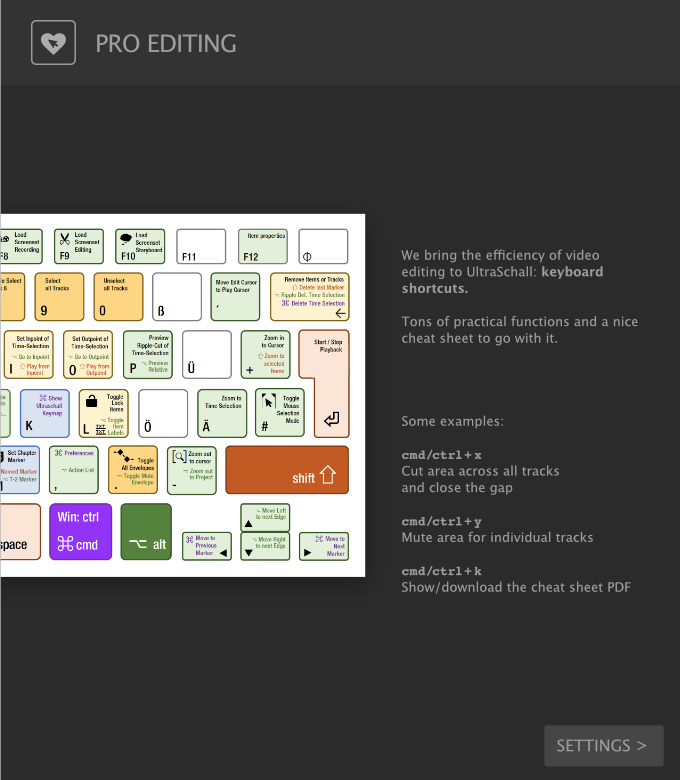 PRO EDITING
Load
Screenset
Recording
F8
Load
Screenset
Editing
F9
Load
Screenset
Storyboard
F10
F11
Item properties
F12
Select
all Tracks
9
Unselect
all Tracks
0
ß
Move Edit Cursor
to Play Cursor
Remove Items or Tracks
⇧ Delete last Marker
⌥ Ripple Del. Time Selection
⌘ Delete Time Selection
←
Set Inpoint of
Time-Selection
⌥ Go to Inpoint
⇧ Play from
Inpoint
I
Set Outpoint of
Time-Selection
⌥ Go to Outpoint
⇧ Play from
Outpoint
O
Preview
Ripple-Cut of
Time-Selection
⌥ Preview
Relative
P
Ü
Zoom in
to Cursor
⇧ Zoom to
selected
Items
+
Start / Stop
Playback
⌘ Show
Ultraschall
Keymap
K
Toggle
Lock
Items
⌥ Toggle
Item
Labels
TXT
TXT
L
Ö
Zoom to
Time Selection
Ä
Toggle
Mouse
Selection
Mode
#
Set Chapter
Marker
Named Marker
⌥ T-2 Marker
⌘ Preferences
⌥ Action List
,
Toggle
All Envelopes
⌥ Toggle Mute
Envelope
.
Zoom out
to cursor
⌥ Zoom out
to Project
-
shift ⇧
space
Win: ctrl
⌘ cmd
⌥ alt
⌘ Move to
Previous
Marker
⌥ Move Left
to next Edge
⌥ Move Right
to next Edge
⌘ Move to
Next
Marker
We bring the efficiency of video
editing to UltraSchall: keyboard
shortcuts.
Tons of practical functions and a nice
cheat sheet to go with it.
Some examples:
cmd/ctrl+x
Cut area across all tracks
and close the gap
cmd/ctrl+y
Mute area for individual tracks
cmd/ctrl+k
Show/download the cheat sheet PDF
SETTINGS >